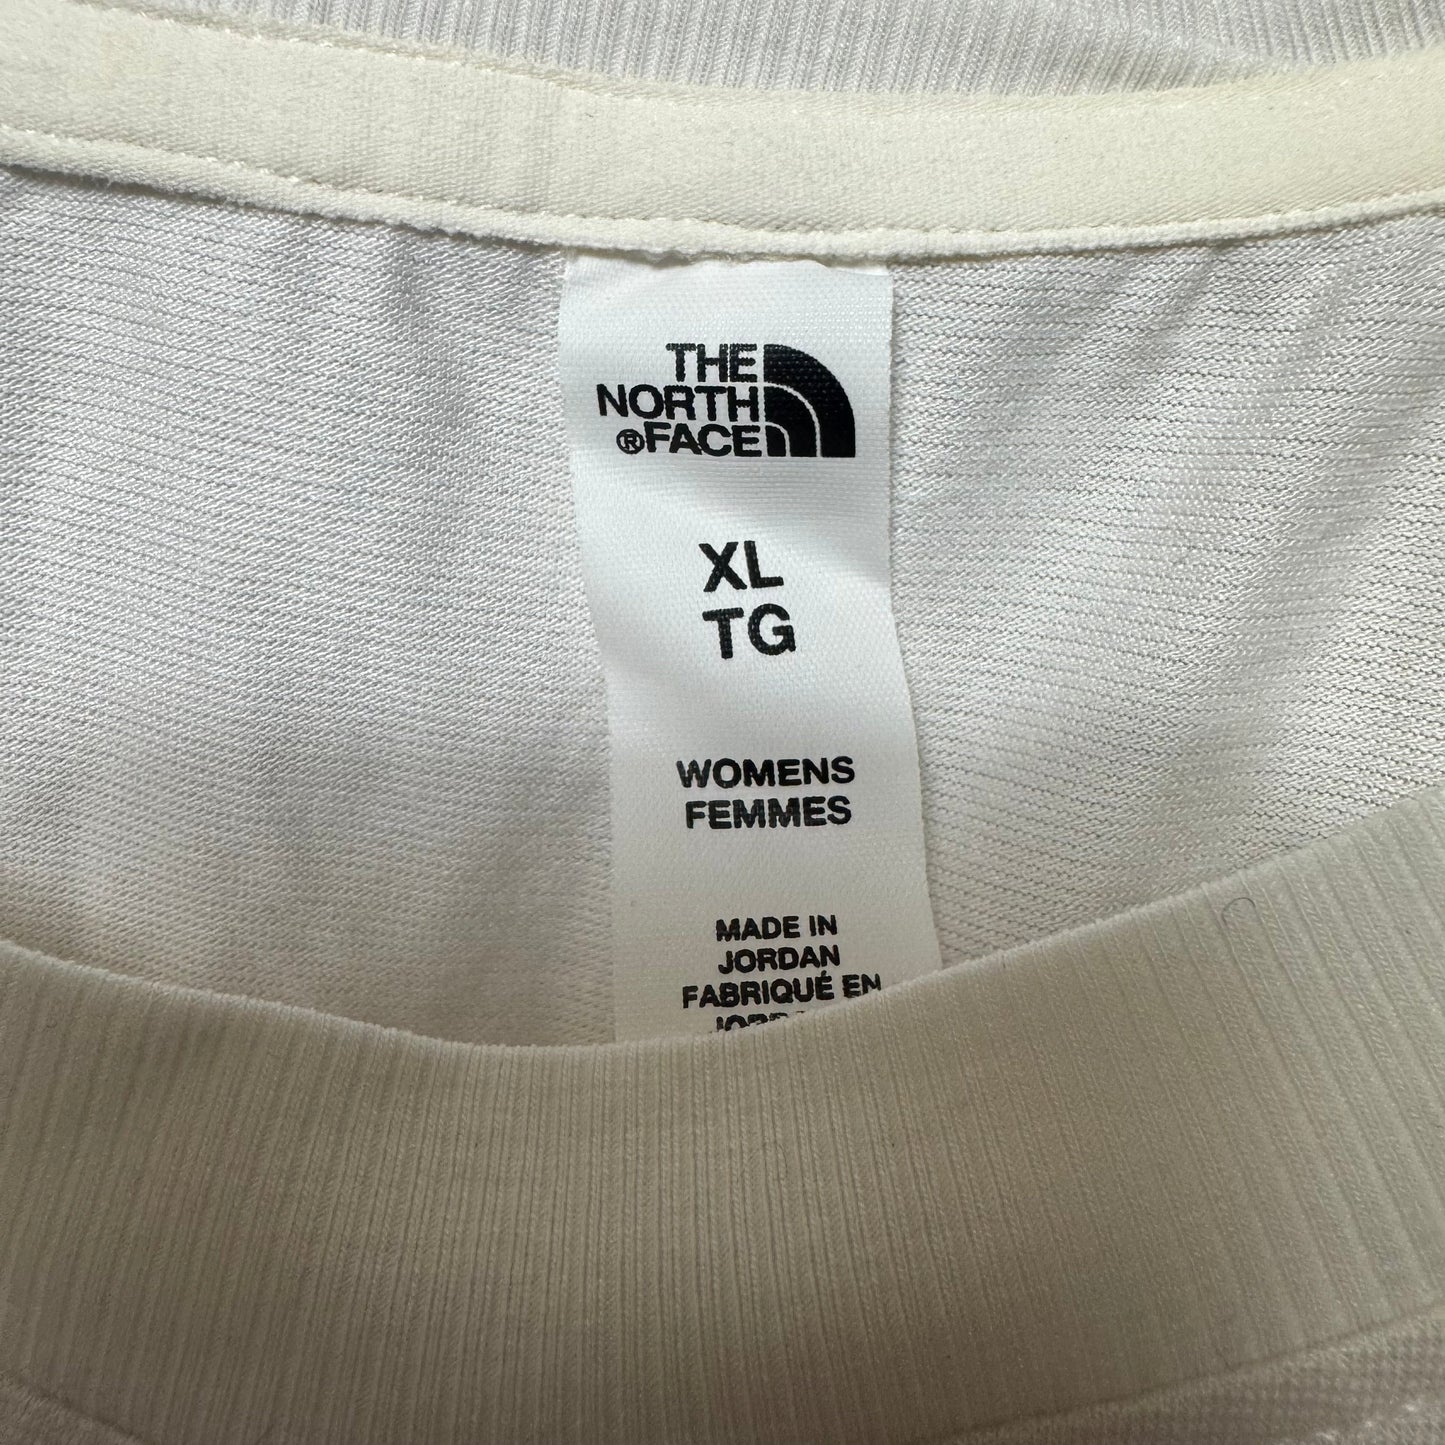 THE
NORTH
®FACE
XL
TG
WOMENS
FEMMES
MADE IN
JORDAN
FABRIQUÉ EN